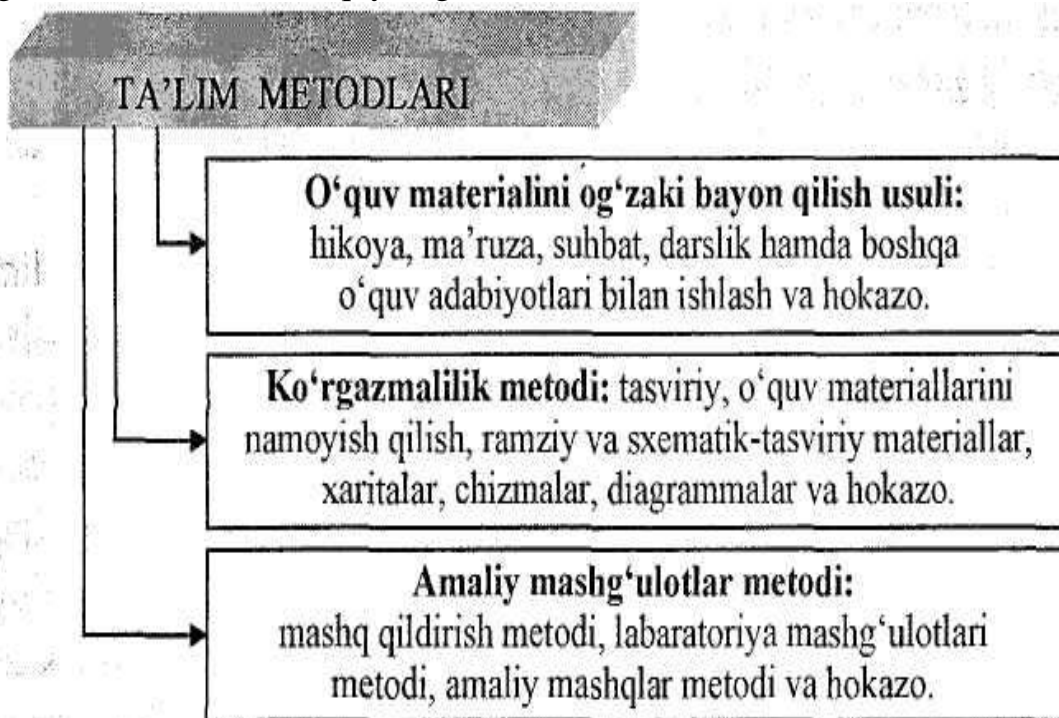 TA’LIM METODLARI
O‘quv materialini og‘zaki bayon qilish usuli:
hikoya, ma’ruza, suhbat, darslik hamda boshqa
o‘quv adabiyotlari bilan ishlash va hokazo.
Ko‘rgazmalilik metodi: tasviriy, o‘quv materiallarini
namoyish qilish, ramziy va sxematik-tasviriy materiallar,
xaritalar, chizmalar, diagrammalar va hokazo.
Amaliy mashg‘ulotlar metodi:
mashq qildirish metodi, labaratoriya mashg‘ulotlari
metodi, amaliy mashqlar metodi va hokazo.